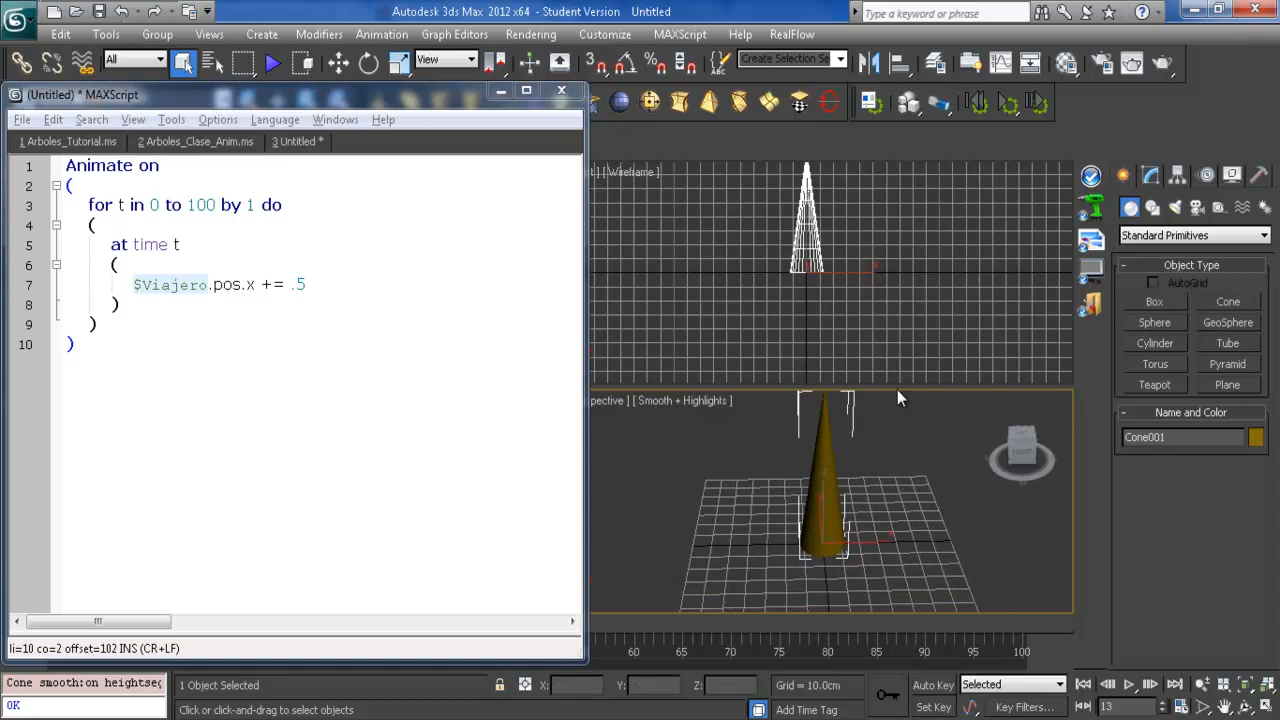 Autodesk 3ds Max 2012 x64 - Student Version Untitled
Type a keyword or phrase
Edit Tools Group Views Create Modifiers Animation Graph Editors Rendering Customize MAXScript Help RealFlow
All
View
Create Selection Se
(Untitled) * MAXScript
File Edit Search View Tools Options Language Windows Help
1 Arboles_Tutorial.ms 2 Arboles_Clase_Anim.ms 3 Untitled *
1 Animate on
2 (
3 for t in 0 to 100 by 1 do
4 (
5 at time t
6 (
7 $Viajero.pos.x += .5
8 )
9 )
10 )
li=10 co=2 offset=102 INS (CR+LF)
t ] [ Wireframe ]
x
spective ] [ Smooth + Highlights ]
FRONT
Standard Primitives
Object Type
AutoGrid
Box Cone
Sphere GeoSphere
Cylinder Tube
Torus Pyramid
Teapot Plane
Name and Color
Cone001
60 65 70 75 80 85 90 95 100
Cone smooth:on heightseg
OK
1 Object Selected
X: Y: Z:
Grid = 10.0cm
Auto Key
Selected
Click or click-and-drag to select objects
Add Time Tag
Set Key
Key Filters...
13